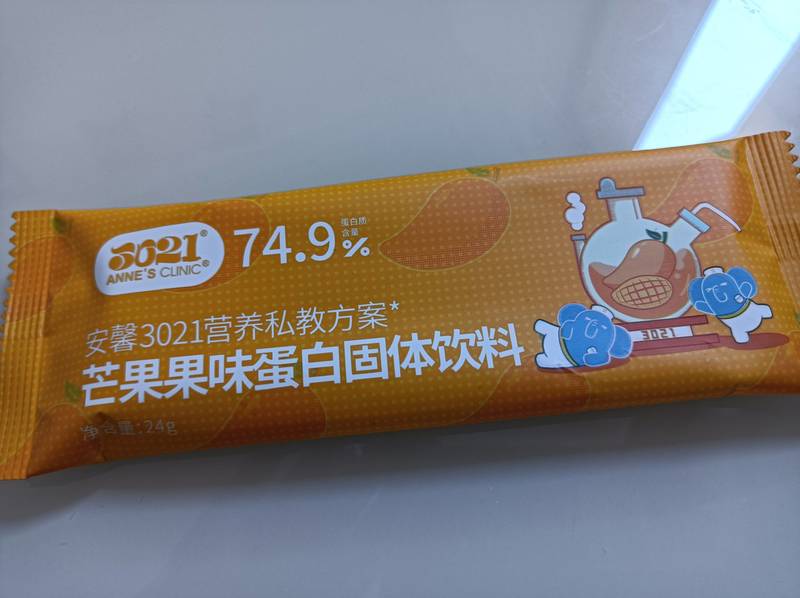 3021®
ANNE'S CLINIC®
74.9%
蛋白质
含量
安馨3021营养私教方案*
芒果果味蛋白固体饮料
净含量:24g
3021